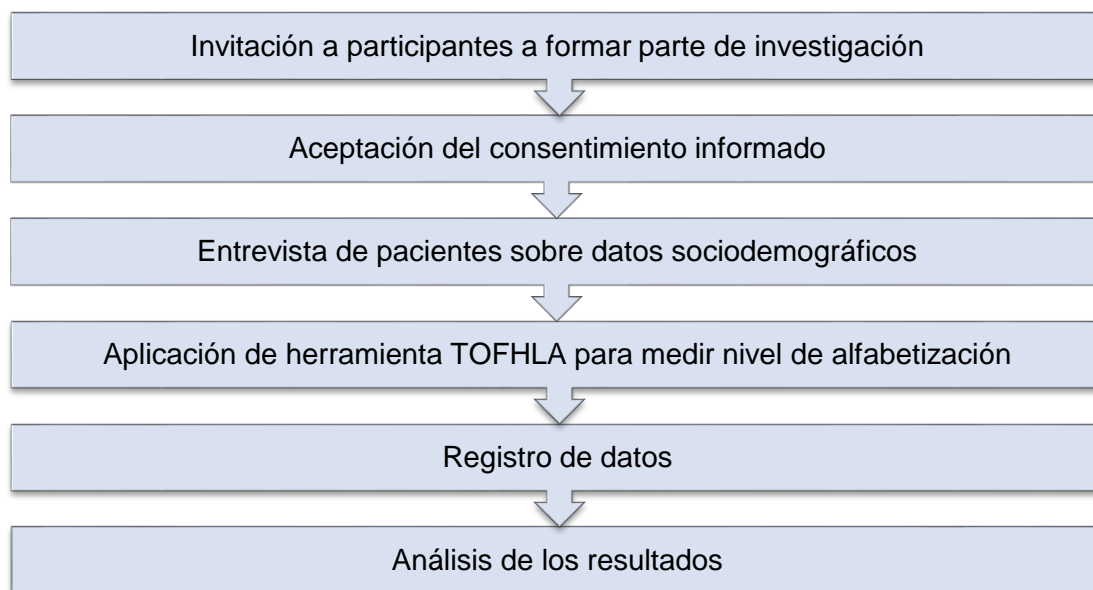 Invitación a participantes a formar parte de investigación
Aceptación del consentimiento informado
Entrevista de pacientes sobre datos sociodemográficos
Aplicación de herramienta TOFHLA para medir nivel de alfabetización
Registro de datos
Análisis de los resultados